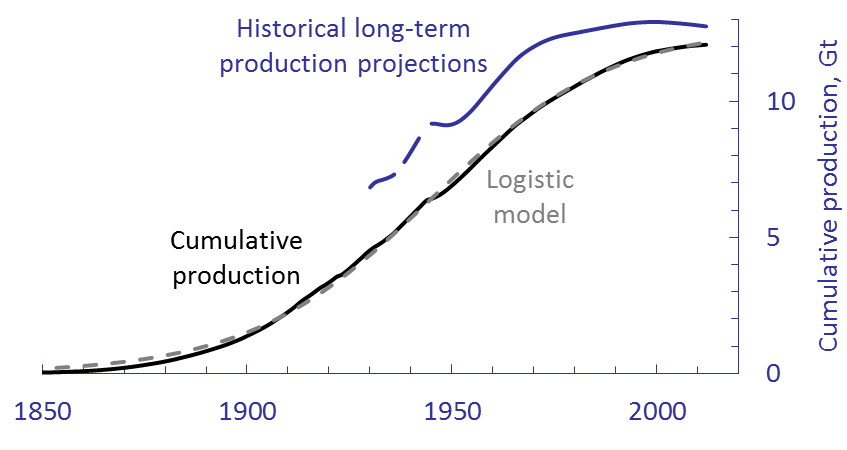 Historical long-term
production projections
Logistic
model
Cumulative
production
10
5
0
Cumulative production, Gt
1850
1900
1950
2000